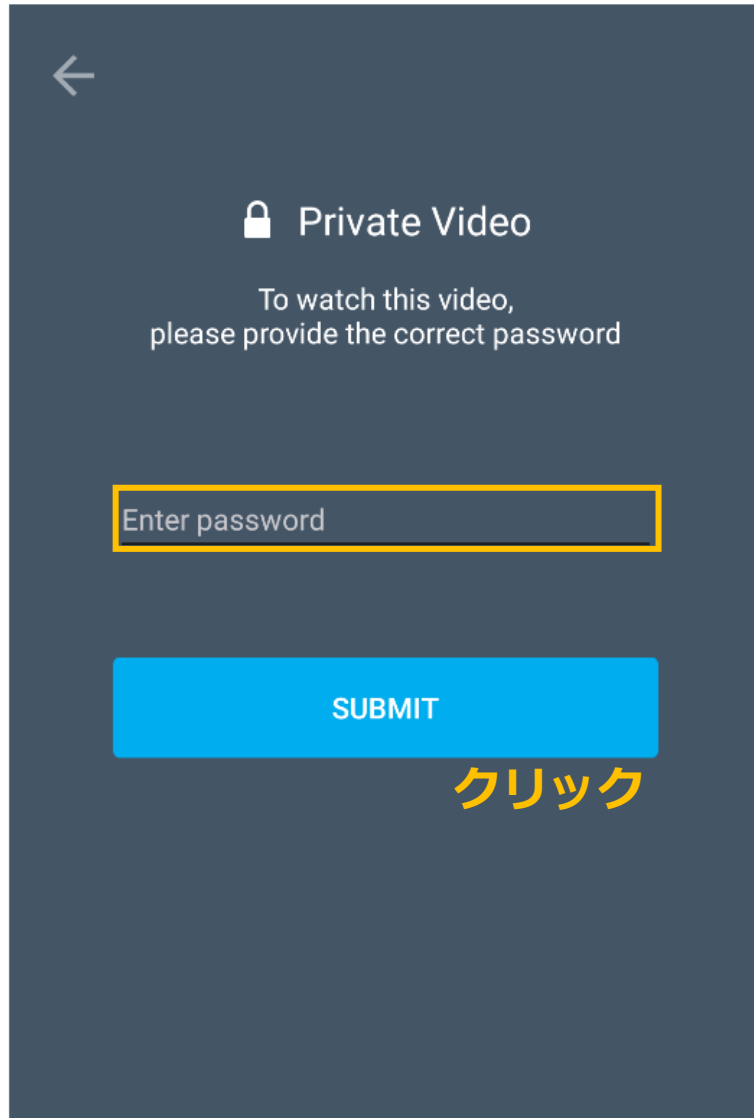 Private Video
To watch this video,
please provide the correct password
Enter password
SUBMIT
クリック